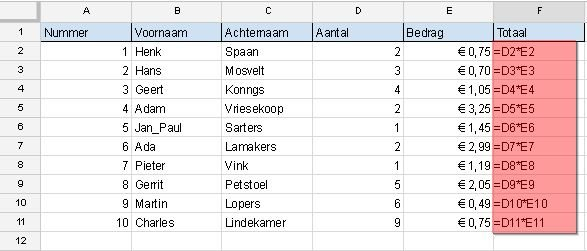 A B C D E F
1 Nummer Voornaam Achternaam Aantal Bedrag Totaal
2 1 Henk Spaan 2 € 0,75 =D2*E2
3 2 Hans Mosvelt 3 € 0,70 =D3*E3
4 3 Geert Konngs 4 € 1,05 =D4*E4
5 4 Adam Vriesekoop 2 € 3,25 =D5*E5
6 5 Jan_Paul Sarters 1 € 1,45 =D6*E6
7 6 Ada Lamakers 2 € 2,99 =D7*E7
8 7 Pieter Vink 1 € 1,19 =D8*E8
9 8 Gerrit Petstoel 5 € 2,05 =D9*E9
10 9 Martin Lopers 6 € 0,49 =D10*E10
11 10 Charles Lindekamer 9 € 0,75 =D11*E11
12